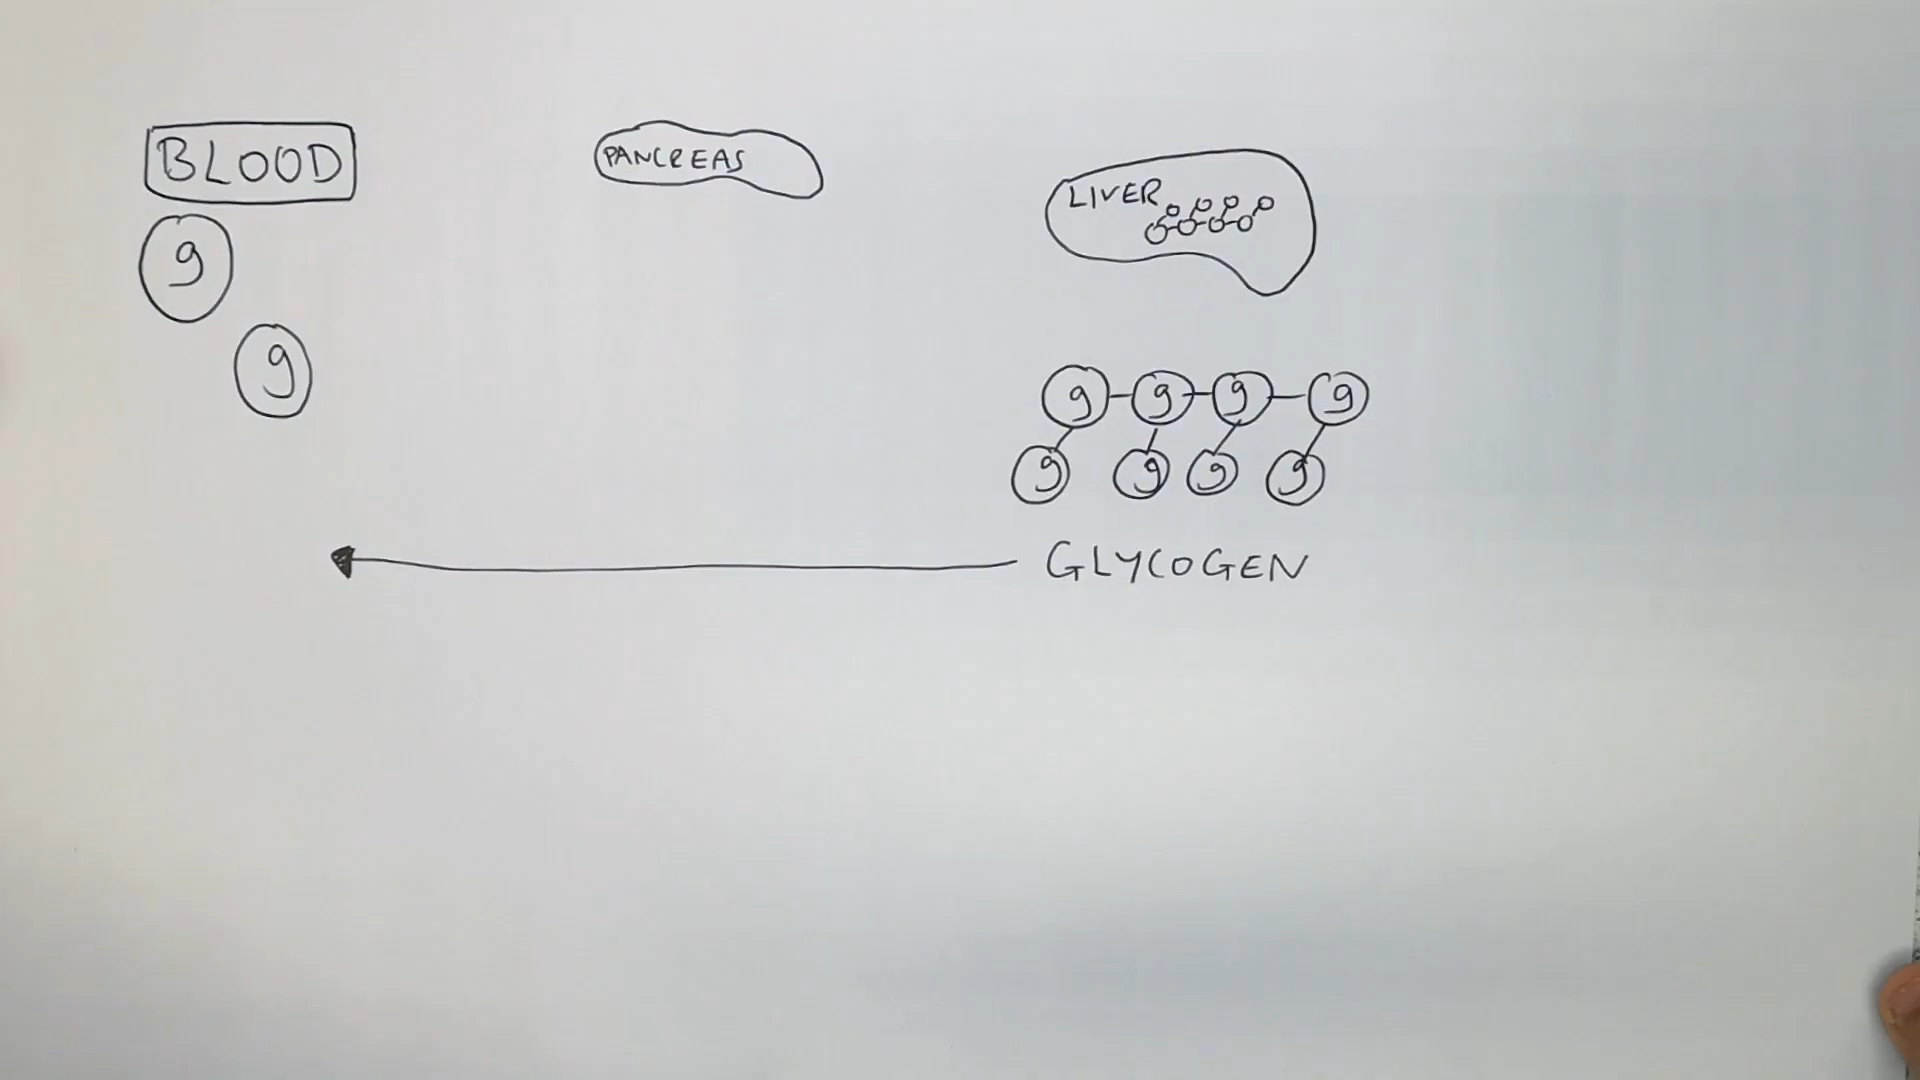 BLOOD
PANCREAS
LIVER
g
g
g g g g
g g g g
GLYCOGEN